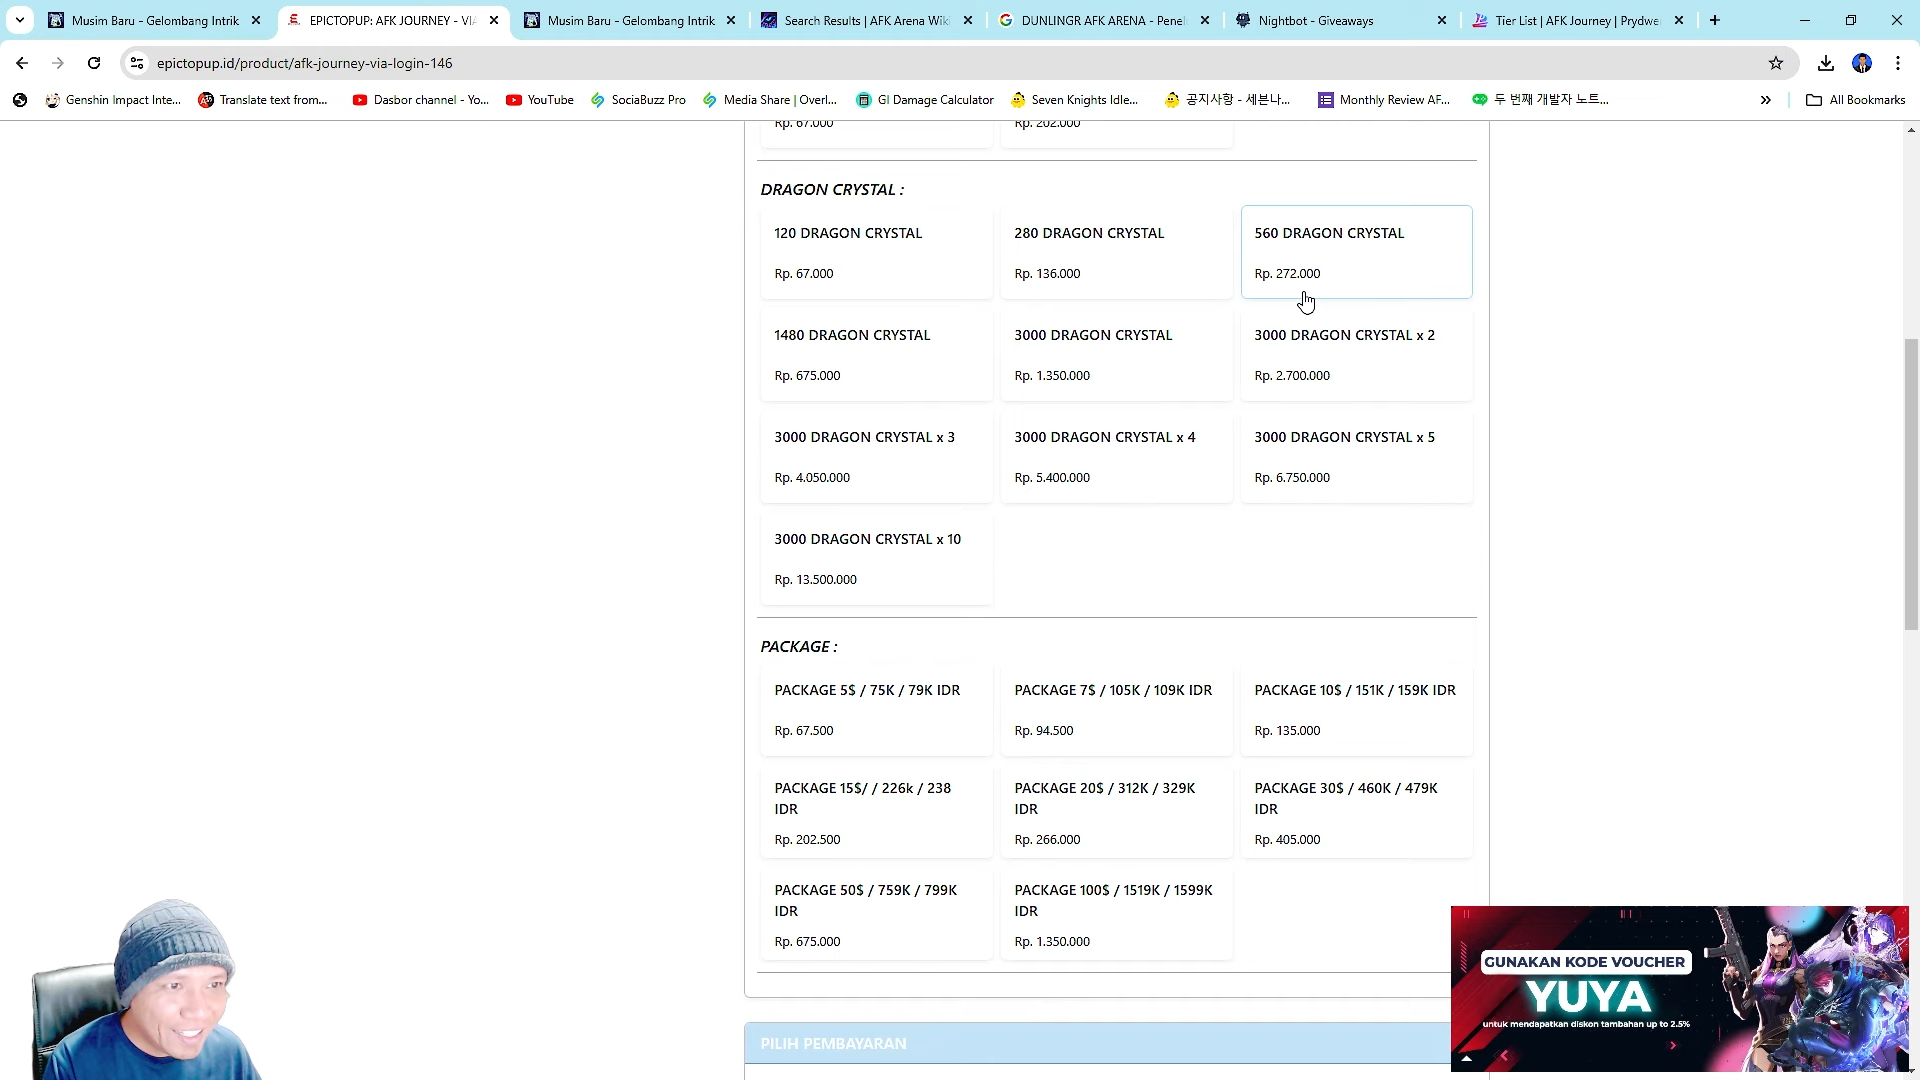 Musim Baru - Gelombang Intrik
EPICTOPUP: AFK JOURNEY - VIA
Musim Baru - Gelombang Intrik
Search Results | AFK Arena Wiki
DUNLINGR AFK ARENA - Penel
Nightbot - Giveaways
Tier List | AFK Journey | Prydwe
epictopup.id/product/afk-journey-via-login-146
Genshin Impact Inte...
Translate text from...
Dasbor channel - Yo...
YouTube
SociaBuzz Pro
Media Share | Overl...
GI Damage Calculator
Seven Knights Idle...
공지사항 - 세븐나...
Monthly Review AF...
두 번째 개발자 노트...
All Bookmarks
Rp. 67.000
Rp. 202.000
DRAGON CRYSTAL :
120 DRAGON CRYSTAL
Rp. 67.000
280 DRAGON CRYSTAL
Rp. 136.000
560 DRAGON CRYSTAL
Rp. 272.000
1480 DRAGON CRYSTAL
Rp. 675.000
3000 DRAGON CRYSTAL
Rp. 1.350.000
3000 DRAGON CRYSTAL x 2
Rp. 2.700.000
3000 DRAGON CRYSTAL x 3
Rp. 4.050.000
3000 DRAGON CRYSTAL x 4
Rp. 5.400.000
3000 DRAGON CRYSTAL x 5
Rp. 6.750.000
3000 DRAGON CRYSTAL x 10
Rp. 13.500.000
PACKAGE :
PACKAGE 5$ / 75K / 79K IDR
Rp. 67.500
PACKAGE 7$ / 105K / 109K IDR
Rp. 94.500
PACKAGE 10$ / 151K / 159K IDR
Rp. 135.000
PACKAGE 15$/ / 226k / 238
IDR
Rp. 202.500
PACKAGE 20$ / 312K / 329K
IDR
Rp. 266.000
PACKAGE 30$ / 460K / 479K
IDR
Rp. 405.000
PACKAGE 50$ / 759K / 799K
IDR
Rp. 675.000
PACKAGE 100$ / 1519K / 1599K
IDR
Rp. 1.350.000
PILIH PEMBAYARAN
GUNAKAN KODE VOUCHER
YUYA
untuk mendapatkan diskon tambahan up to 2.5%